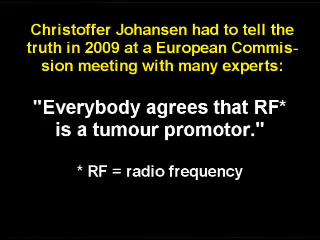 Christoffer Johansen had to tell the
truth in 2009 at a European Commis-
sion meeting with many experts:
"Everybody agrees that RF*
is a tumour promotor."
* RF = radio frequency